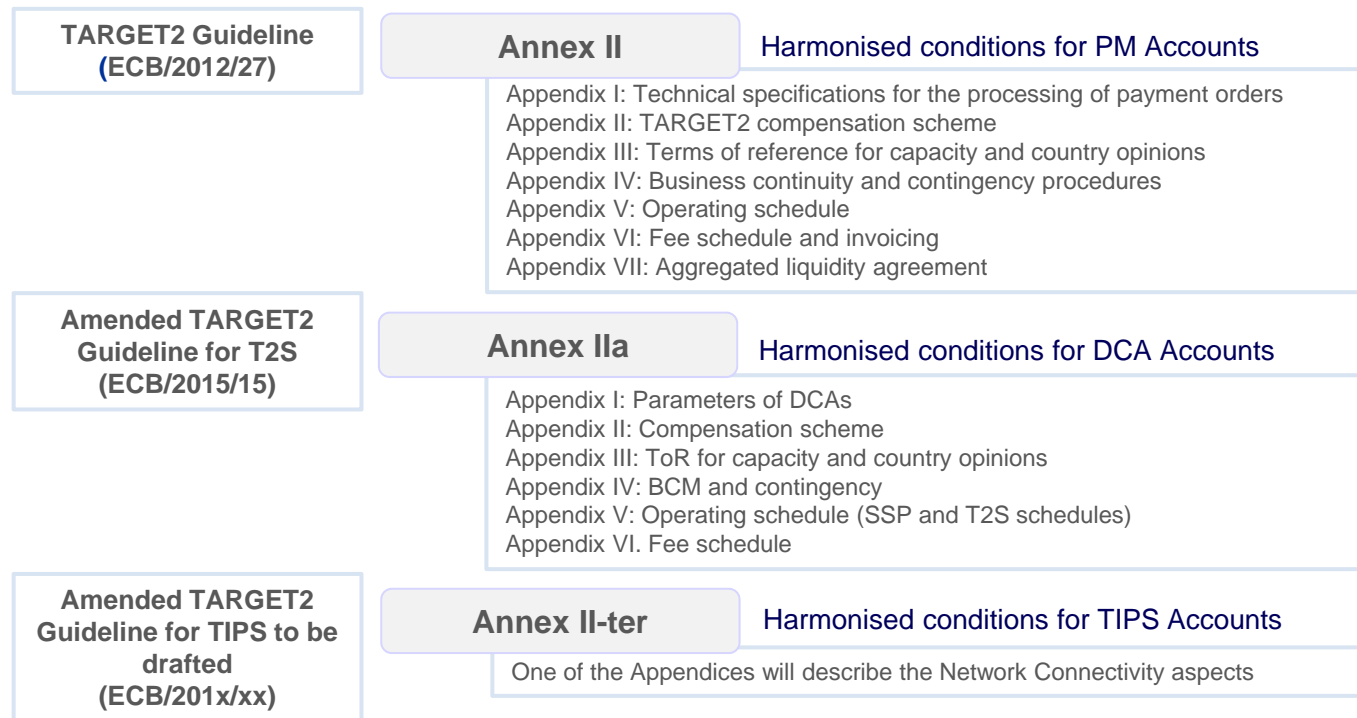 TARGET2 Guideline
(ECB/2012/27)
Annex II
Harmonised conditions for PM Accounts
Appendix I: Technical specifications for the processing of payment orders
Appendix II: TARGET2 compensation scheme
Appendix III: Terms of reference for capacity and country opinions
Appendix IV: Business continuity and contingency procedures
Appendix V: Operating schedule
Appendix VI: Fee schedule and invoicing
Appendix VII: Aggregated liquidity agreement
Amended TARGET2
Guideline for T2S
(ECB/2015/15)
Annex IIa
Harmonised conditions for DCA Accounts
Appendix I: Parameters of DCAs
Appendix II: Compensation scheme
Appendix III: ToR for capacity and country opinions
Appendix IV: BCM and contingency
Appendix V: Operating schedule (SSP and T2S schedules)
Appendix VI. Fee schedule
Amended TARGET2
Guideline for TIPS to be
drafted
(ECB/201x/xx)
Annex II-ter
Harmonised conditions for TIPS Accounts
One of the Appendices will describe the Network Connectivity aspects